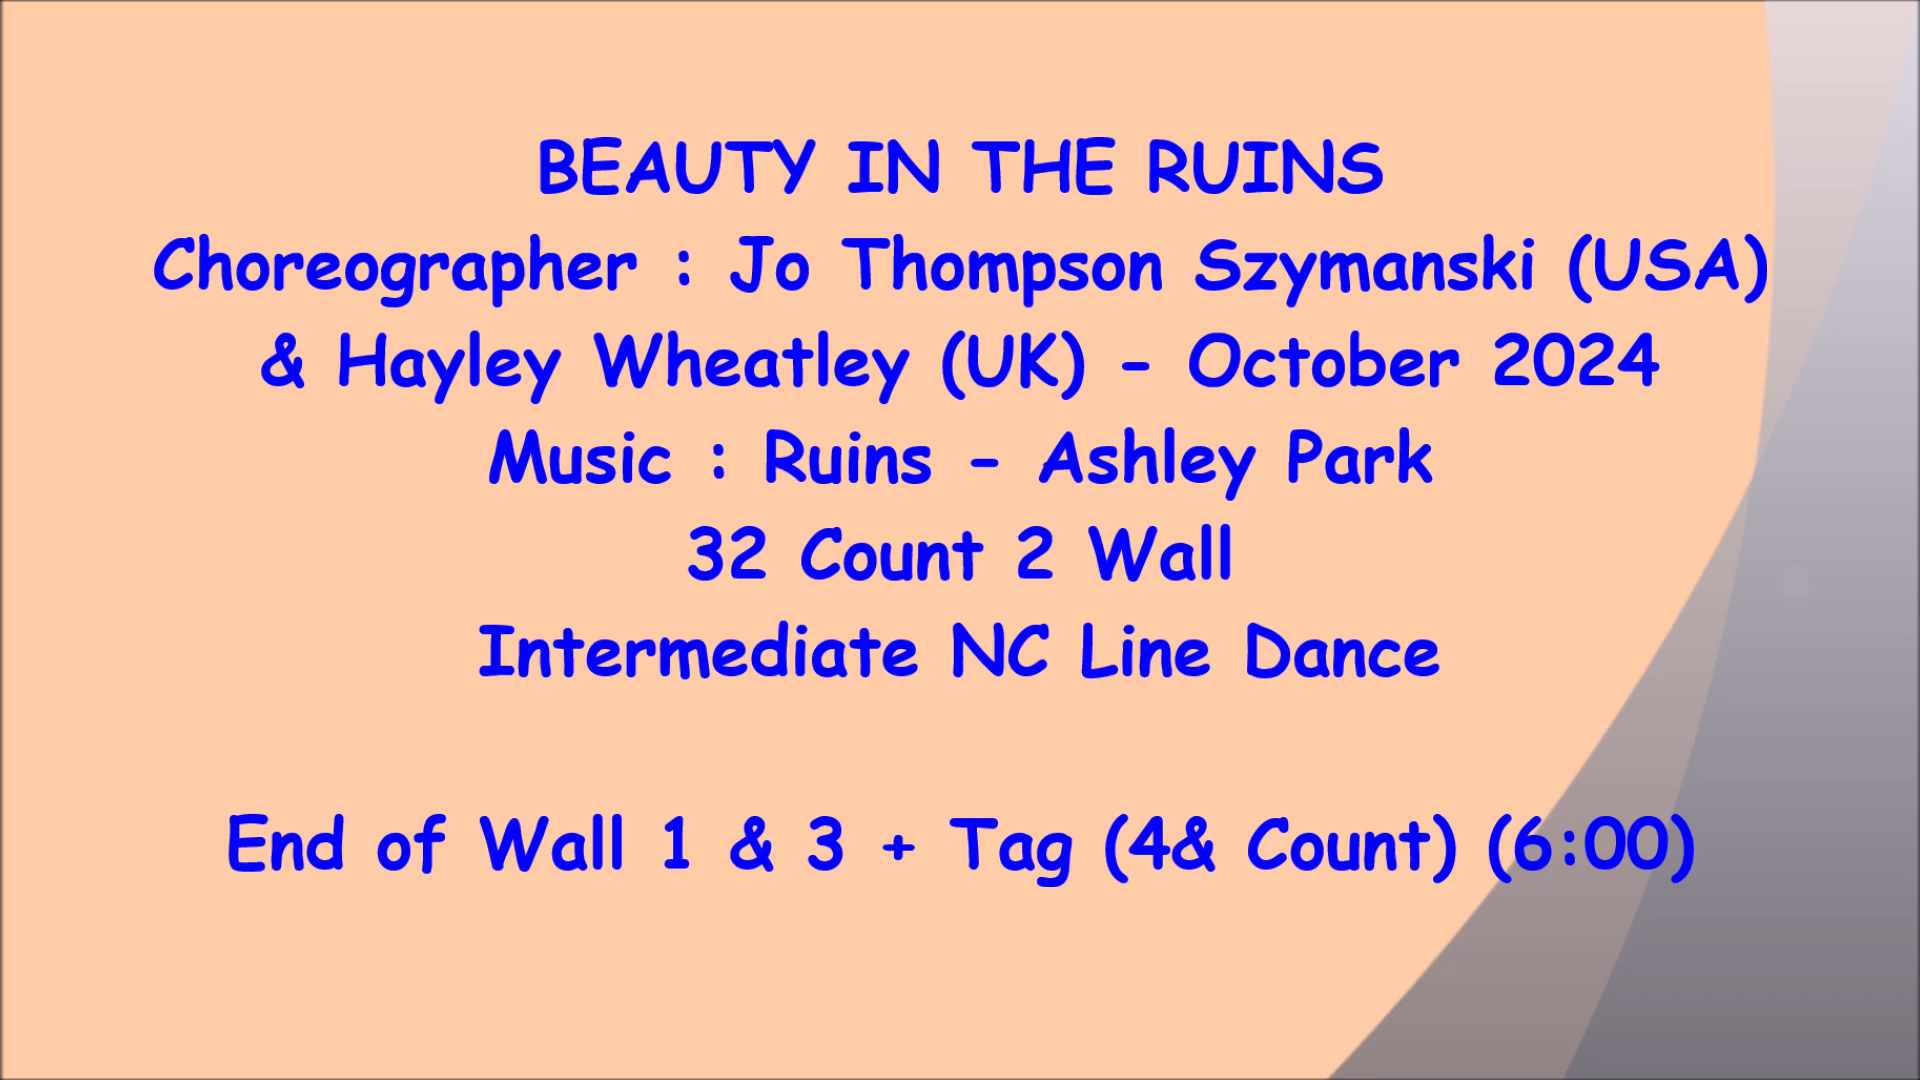 BEAUTY IN THE RUINS
Choreographer : Jo Thompson Szymanski (USA)
& Hayley Wheatley (UK) - October 2024
Music : Ruins - Ashley Park
32 Count 2 Wall
Intermediate NC Line Dance
End of Wall 1 & 3 + Tag (4& Count) (6:00)